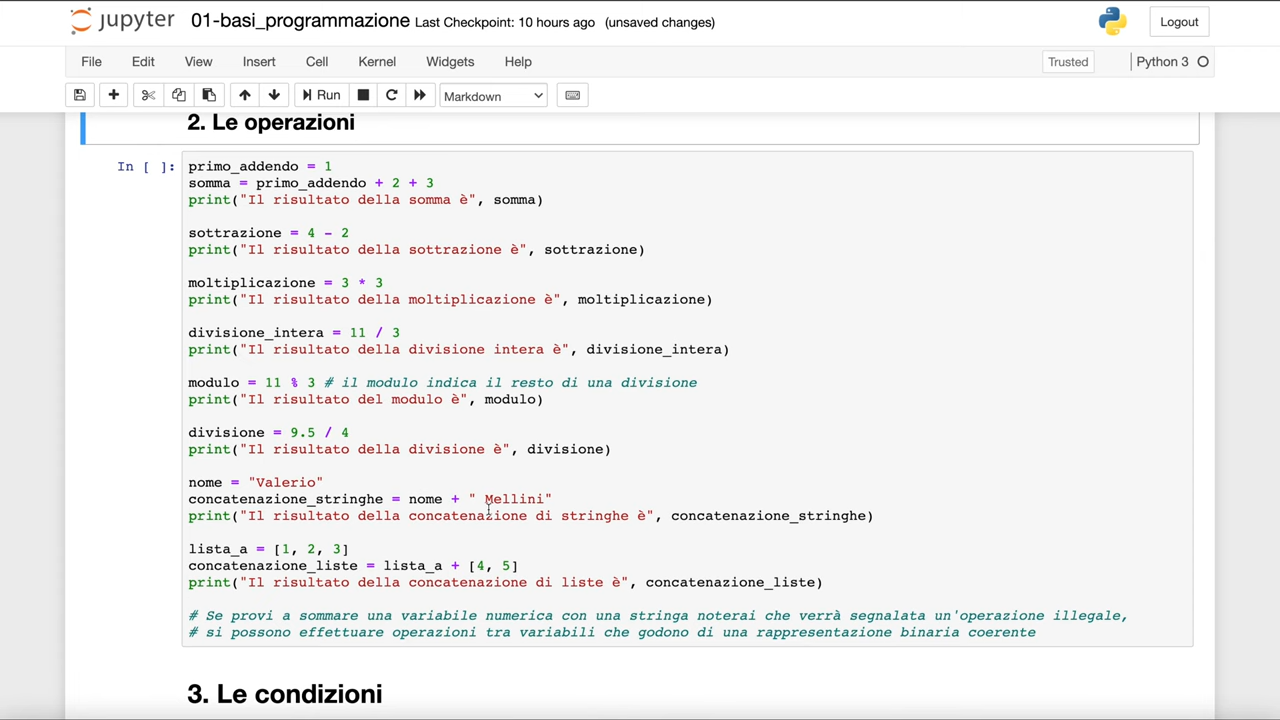 jupyter 01-basi_programmazione Last Checkpoint: 10 hours ago (unsaved changes) Logout
File Edit View Insert Cell Kernel Widgets Help Trusted Python 3
Run Markdown
2. Le operazioni
In [ ]: primo_addendo = 1
somma = primo_addendo + 2 + 3
print("Il risultato della somma è", somma)
sottrazione = 4 - 2
print("Il risultato della sottrazione è", sottrazione)
moltiplicazione = 3 * 3
print("Il risultato della moltiplicazione è", moltiplicazione)
divisione_intera = 11 / 3
print("Il risultato della divisione intera è", divisione_intera)
modulo = 11 % 3 # il modulo indica il resto di una divisione
print("Il risultato del modulo è", modulo)
divisione = 9.5 / 4
print("Il risultato della divisione è", divisione)
nome = "Valerio"
concatenazione_stringhe = nome + " Mellini"
print("Il risultato della concatenazione di stringhe è", concatenazione_stringhe)
lista_a = [1, 2, 3]
concatenazione_liste = lista_a + [4, 5]
print("Il risultato della concatenazione di liste è", concatenazione_liste)
# Se provi a sommare una variabile numerica con una stringa noterai che verrà segnalata un'operazione illegale,
# si possono effettuare operazioni tra variabili che godono di una rappresentazione binaria coerente
3. Le condizioni